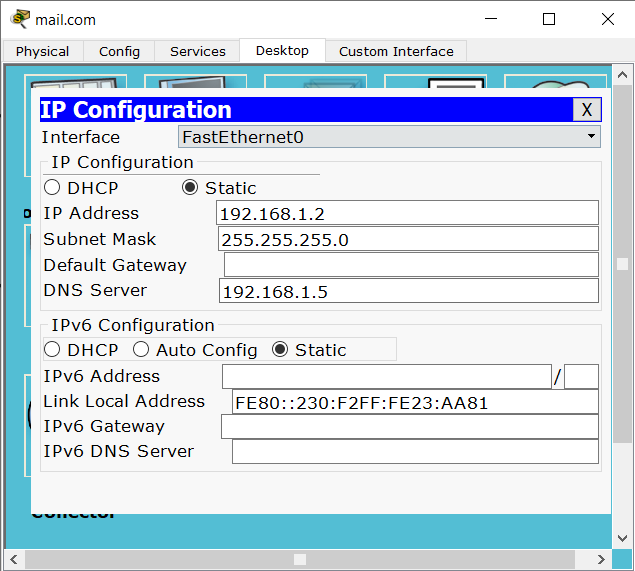 mail.com
Physical Config Services Desktop Custom Interface
IP Configuration X
Interface FastEthernet0
IP Configuration
DHCP Static
IP Address 192.168.1.2
Subnet Mask 255.255.255.0
Default Gateway
DNS Server 192.168.1.5
IPv6 Configuration
DHCP Auto Config Static
IPv6 Address /
Link Local Address FE80::230:F2FF:FE23:AA81
IPv6 Gateway
IPv6 DNS Server
Collector